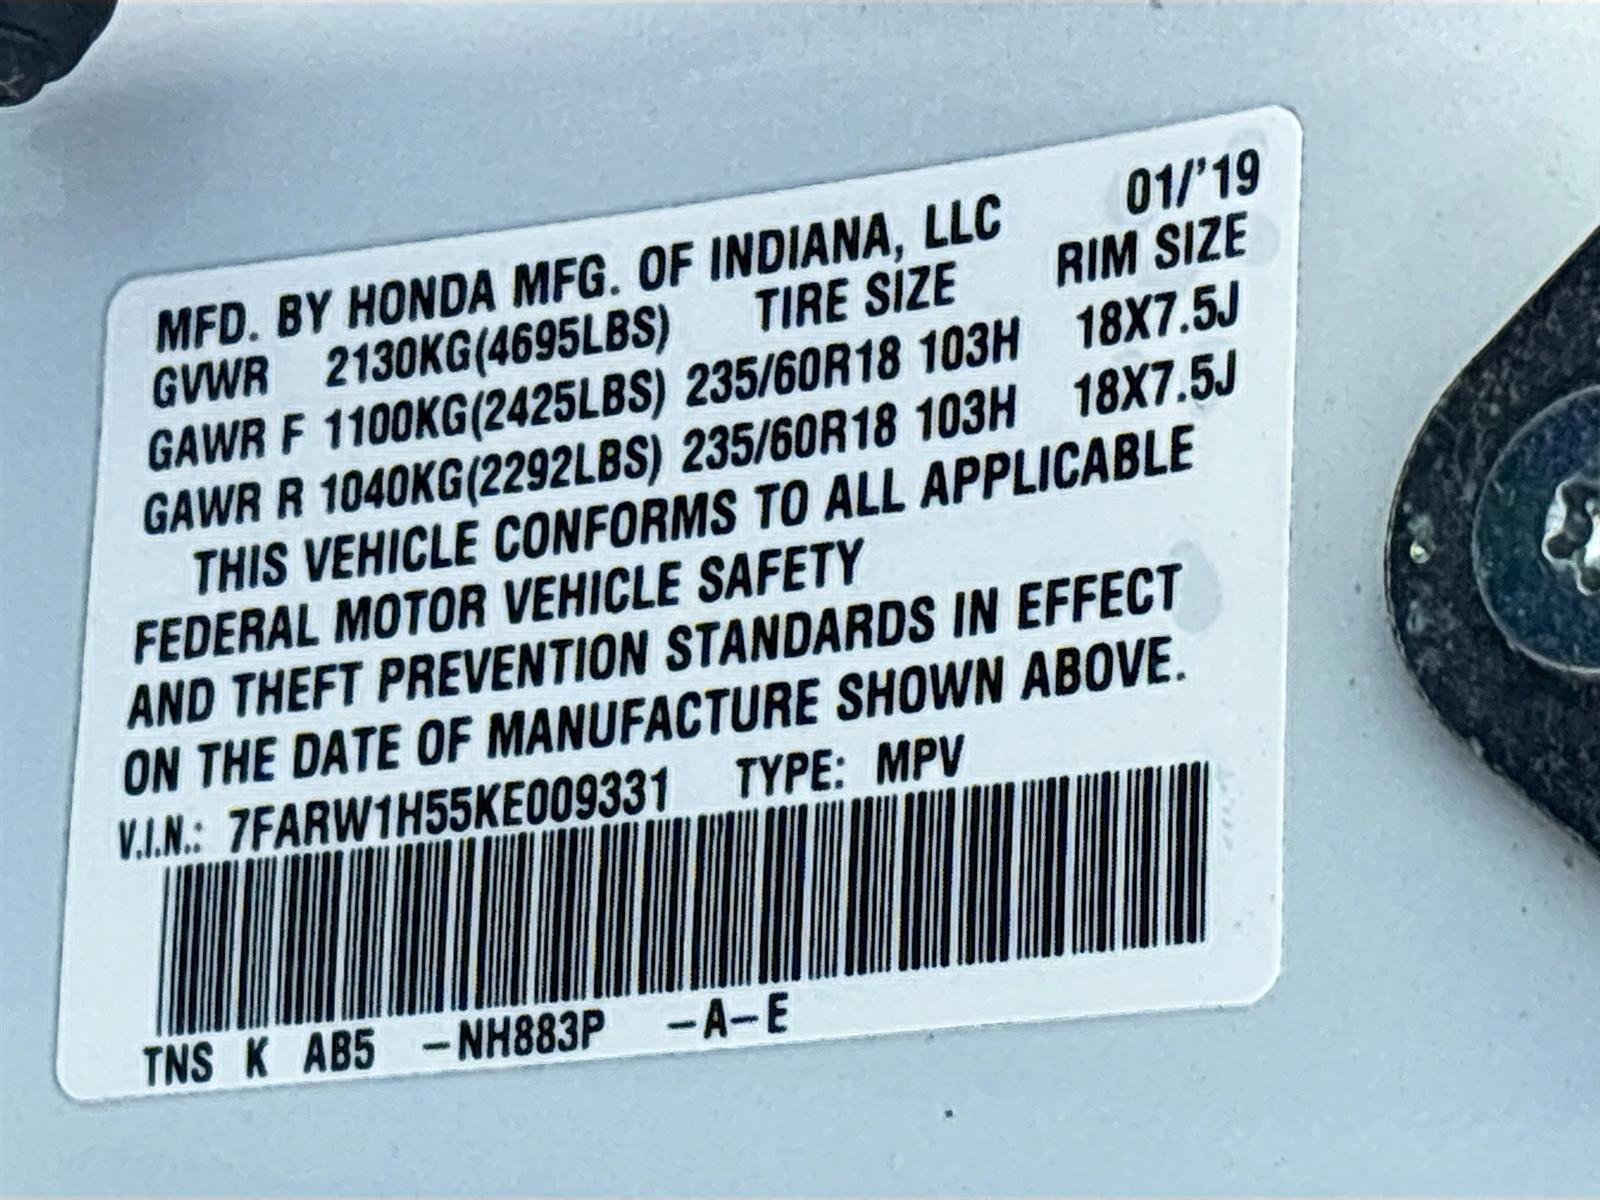 01/'19
MFD. BY HONDA MFG. OF INDIANA, LLC
GVWR 2130KG(4695LBS) TIRE SIZE RIM SIZE
GAWR F 1100KG(2425LBS) 235/60R18 103H 18X7.5J
GAWR R 1040KG(2292LBS) 235/60R18 103H 18X7.5J
THIS VEHICLE CONFORMS TO ALL APPLICABLE
FEDERAL MOTOR VEHICLE SAFETY
AND THEFT PREVENTION STANDARDS IN EFFECT
ON THE DATE OF MANUFACTURE SHOWN ABOVE.
V.I.N.: 7FARW1H55KE009331 TYPE: MPV
TNS K AB5 -NH883P -A-E